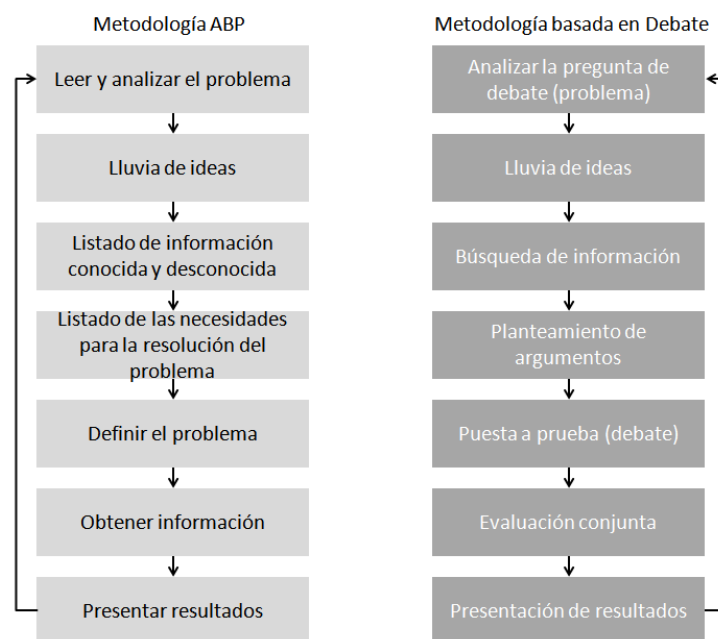 Metodología ABP
Leer y analizar el problema
Lluvia de ideas
Listado de información
conocida y desconocida
Listado de las necesidades
para la resolución del
problema
Definir el problema
Obtener información
Presentar resultados
Metodología basada en Debate
Analizar la pregunta de
debate (problema)
Lluvia de ideas
Búsqueda de información
Planteamiento de
argumentos
Puesta a prueba (debate)
Evaluación conjunta
Presentación de resultados